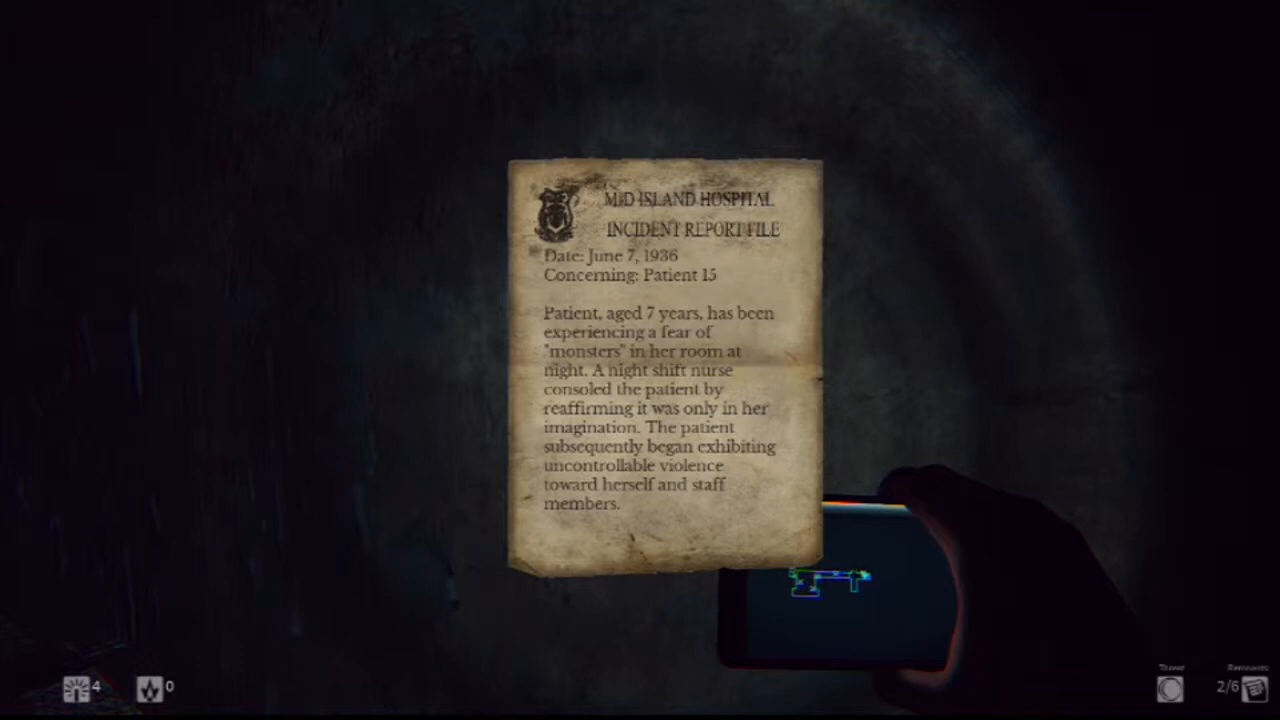 MID ISLAND HOSPITAL
INCIDENT REPORT FILE
Date: June 7, 1936
Concerning: Patient 15
Patient, aged 7 years, has been
experiencing a fear of
"monsters" in her room at
night. A night shift nurse
consoled the patient by
reaffirming it was only in her
imagination. The patient
subsequently began exhibiting
uncontrollable violence
toward herself and staff
members.
4
0
2/6